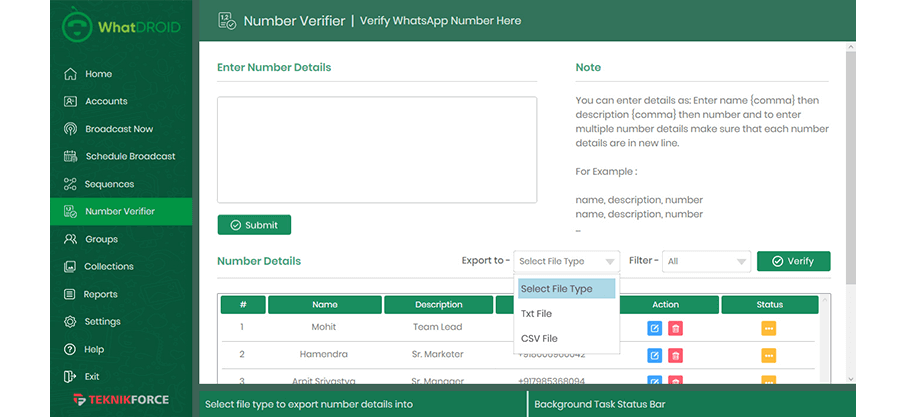 WhatDROID
Number Verifier | Verify WhatsApp Number Here
Home
Accounts
Broadcast Now
Schedule Broadcast
Sequences
Number Verifier
Groups
Collections
Reports
Settings
Help
Exit
TEKNIKFORCE
Enter Number Details
Submit
Note
You can enter details as: Enter name {comma} then
description {comma} then number and to enter
multiple number details make sure that each number
details are in new line.
For Example :
name, description, number
name, description, number
_
Number Details
Export to - Select File Type Filter - All Verify
Select File Type
Txt File
CSV File
# Name Description Action Status
1 Mohit Team Lead
2 Hamondra Sr. Marketer
3 Arpit Srivastva Sr. Manager +917985368094
Select file type to export number details into
Background Task Status Bar